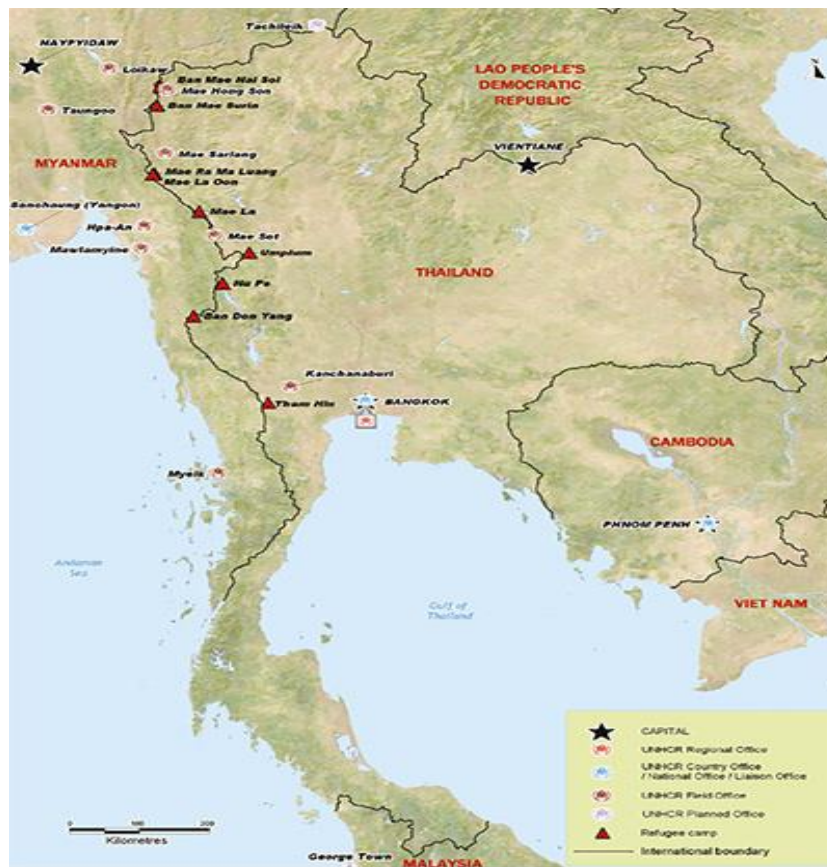 Tachileik
NAYPYIDAW
Loikaw
LAO PEOPLE'S
DEMOCRATIC
REPUBLIC
Ban Mae Nai Soi
Mae Hong Son
Ban Mae Surin
Taungoo
VIENTIANE
MYANMAR
Mae Sariang
Mae Ra Ma Luang
Mae La Oon
Sanchaung (Yangon)
Mae La
Hpa-An
Mae Sot
Mawlamyine
Umpium
THAILAND
Nu Po
Ban Don Yang
Kanchanaburi
Tham Hin
BANGKOK
CAMBODIA
Myeik
PHNOM PENH
Andaman
Sea
Gulf of
Thailand
VIET NAM
CAPITAL
UNHCR Regional Office
UNHCR Country Office
/ National Office / Liaison Office
UNHCR Field Office
UNHCR Planned Office
Refugee camp
International boundary
0 100 200
Kilometres
George Town
MALAYSIA